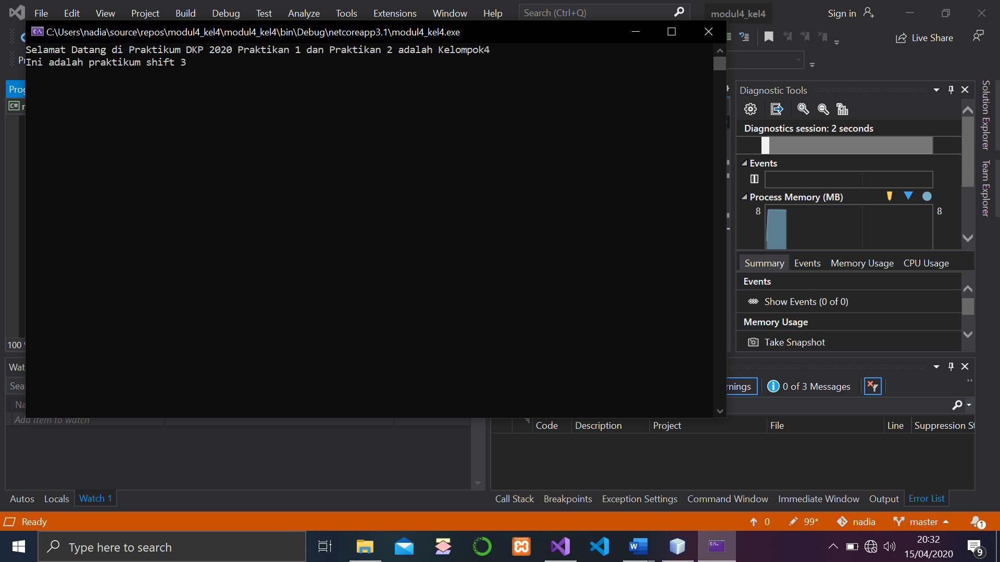 File Edit View Project Build Debug Test Analyze Tools Extensions Window Help Search (Ctrl+Q) modul4_kel4 Sign in
C:\Users\nadia\source\repos\modul4_kel4\modul4_kel4\bin\Debug\netcoreapp3.1\modul4_kel4.exe
Live Share
Selamat Datang di Praktikum DKP 2020 Praktikan 1 dan Praktikan 2 adalah Kelompok4
Ini adalah praktikum shift 3
Diagnostic Tools
Diagnostics session: 2 seconds
Events
Process Memory (MB)
8 8
Summary Events Memory Usage CPU Usage
Events
Show Events (0 of 0)
Memory Usage
Take Snapshot
Solution Explorer
Team Explorer
100 %
0 of 3 Messages
Add item to watch
Code Description Project File Line Suppression St
Autos Locals Watch 1
Call Stack Breakpoints Exception Settings Command Window Immediate Window Output Error List
Ready 0 99* nadia master 1
Type here to search
20:32
15/04/2020
9